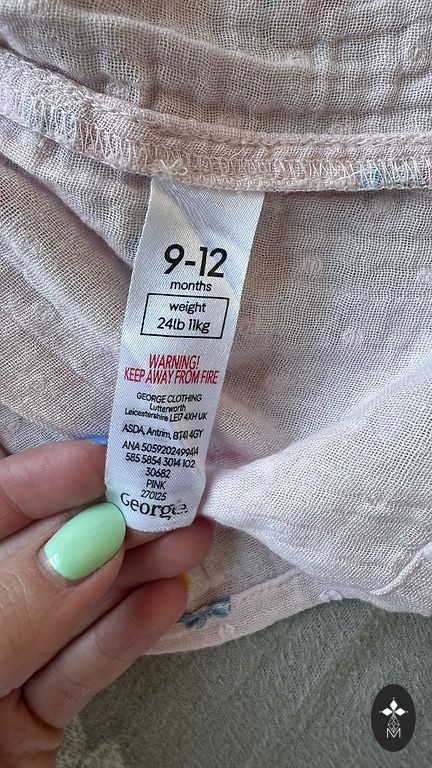 9-12
months
weight
24lb 11kg
WARNING!
KEEP AWAY FROM FIRE
GEORGE CLOTHING
Lutterworth
Leicestershire LE17 4XH UK
ASDA, Antrim, BT41 4GY
ANA 5059202499414
585 5854 3014 102
30682
PINK
270125
George.
M